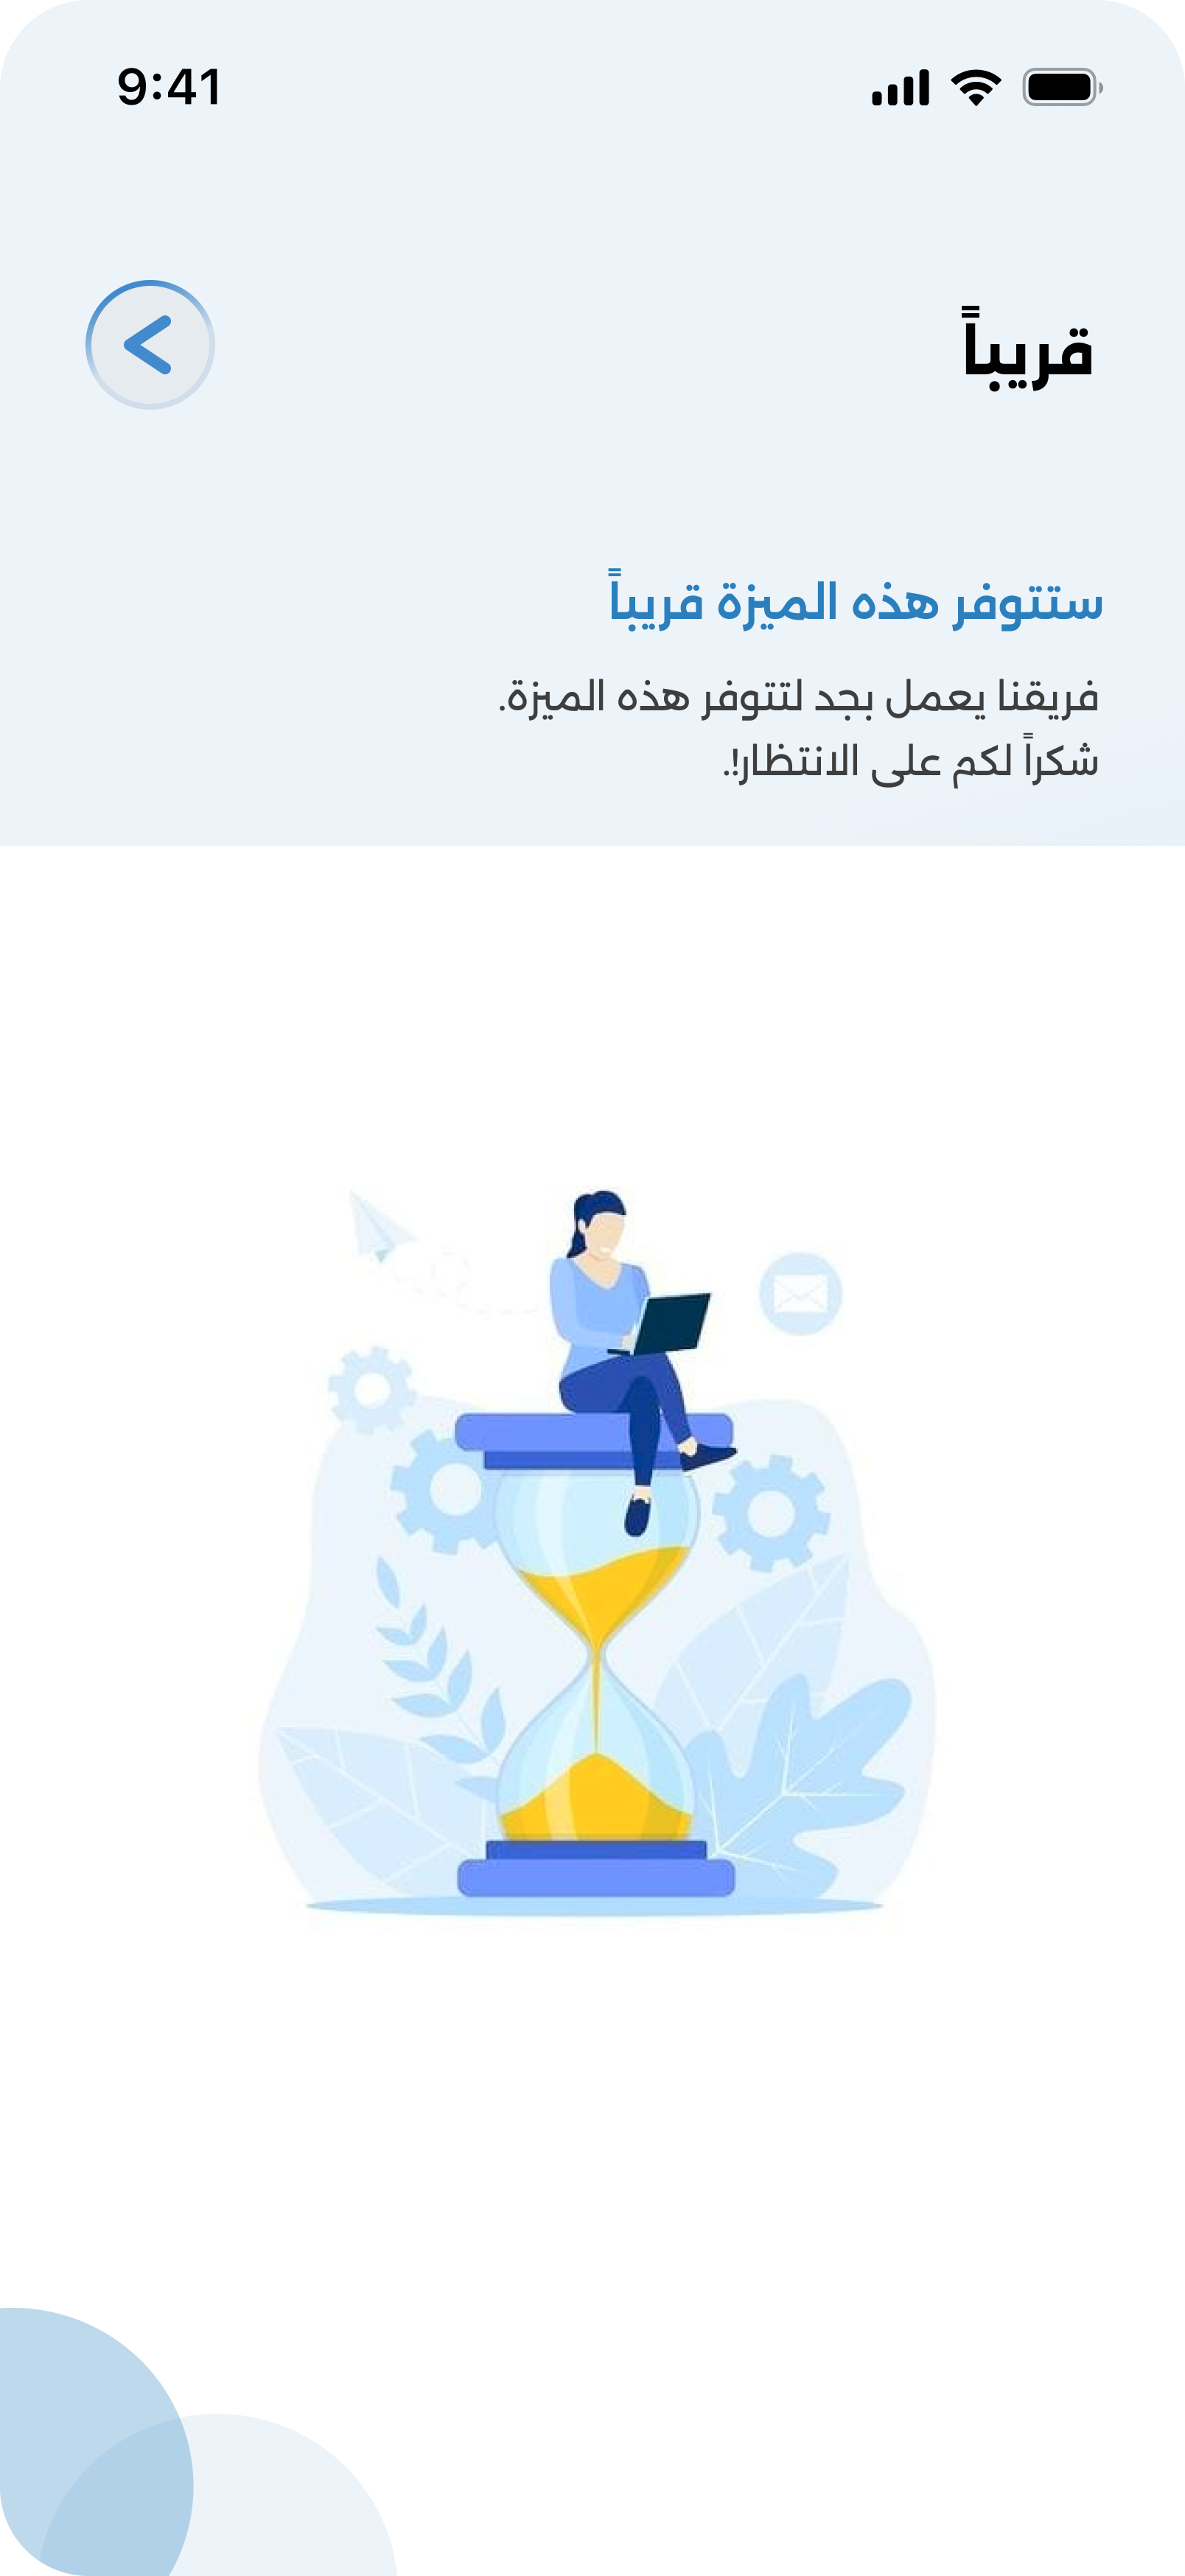 9:41
قريباً
ستتوفر هذه الميزة قريباً
فريقنا يعمل بجد لتتوفر هذه الميزة.
شكراً لكم على الانتظار!.